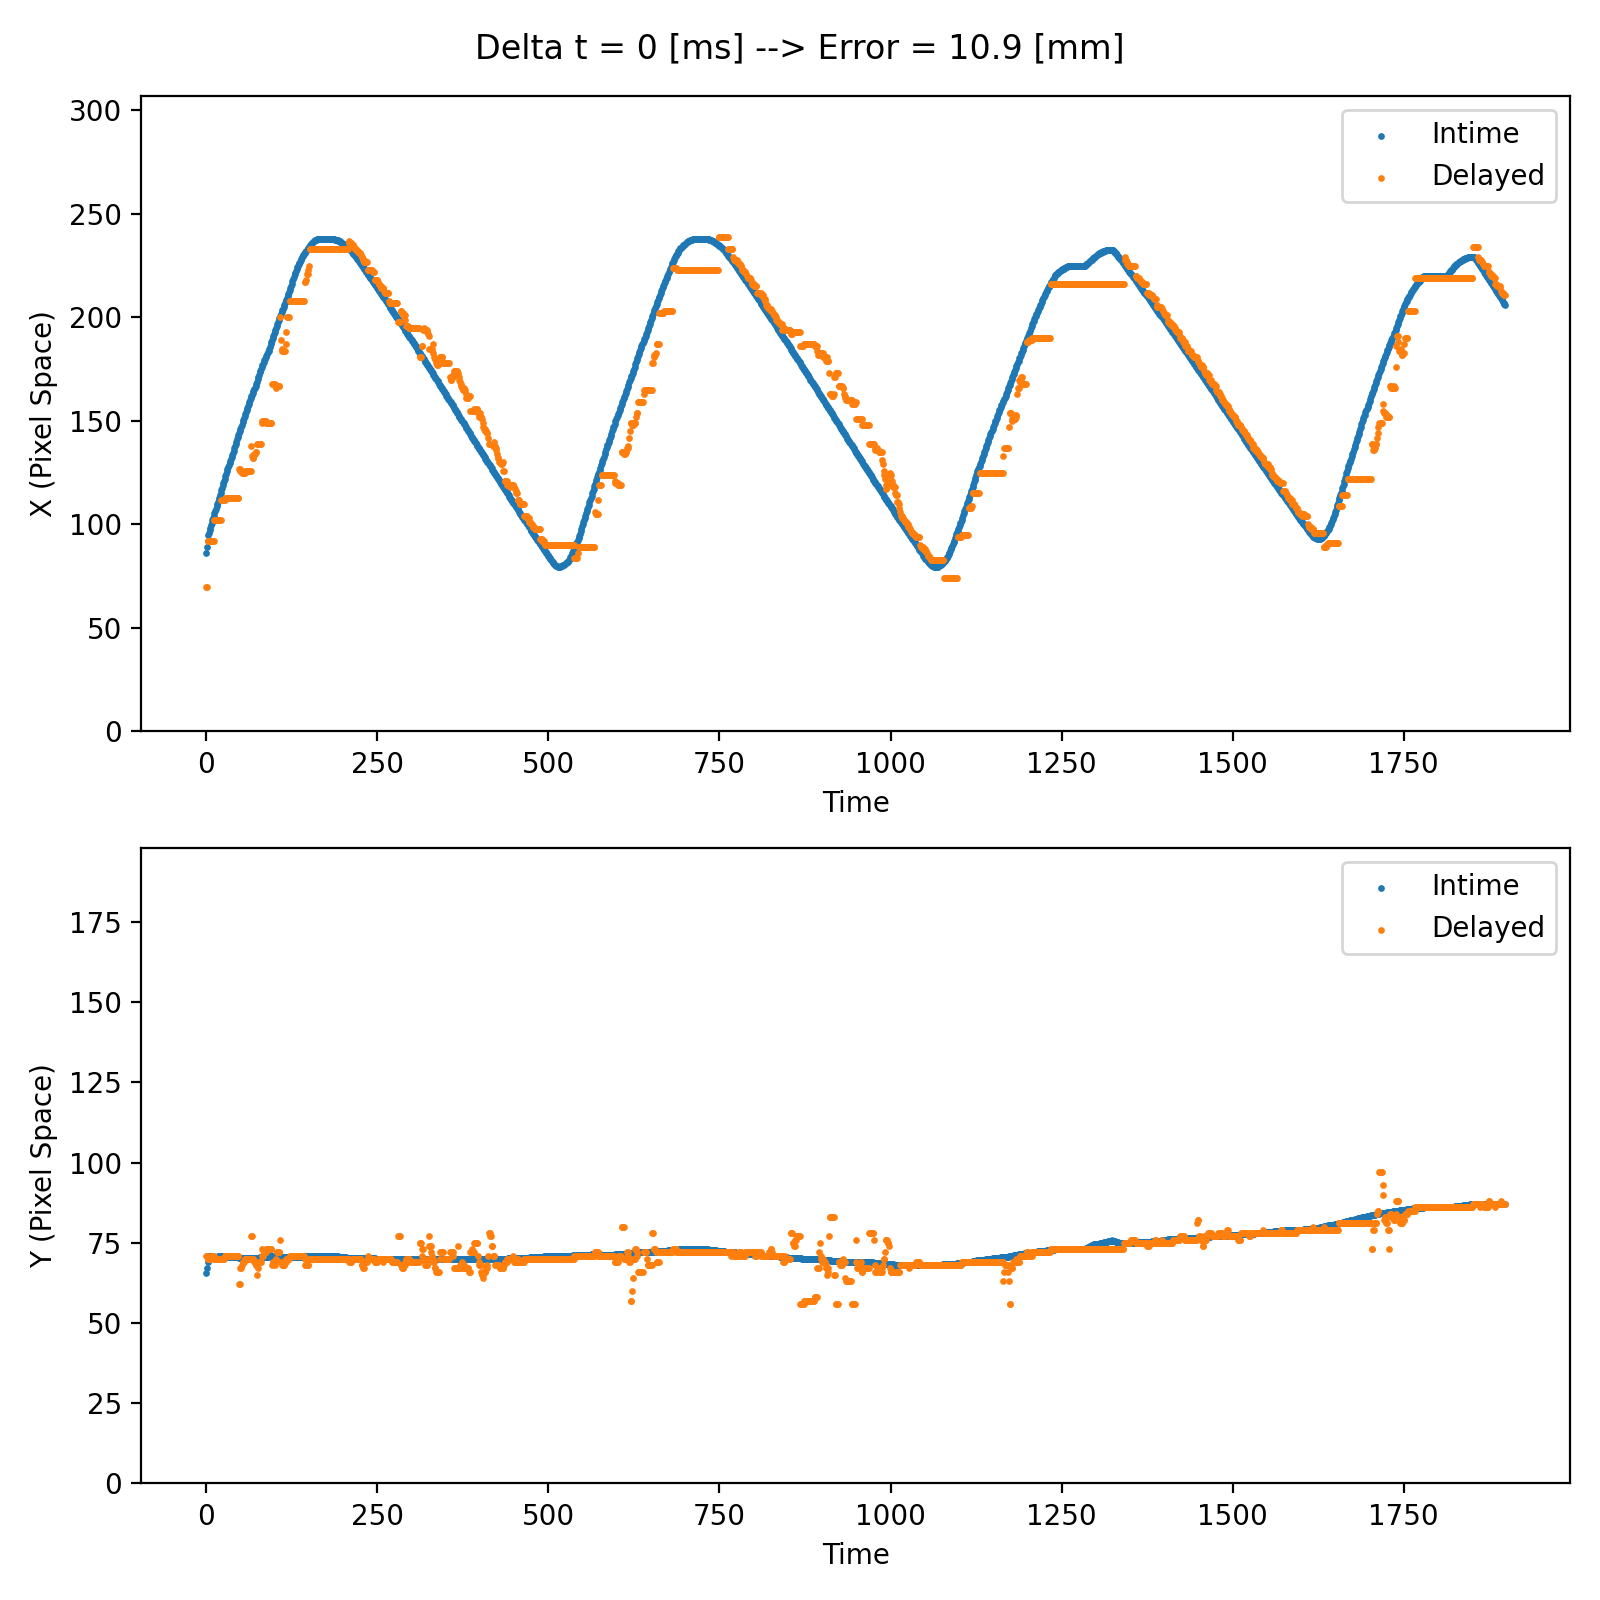 Delta t = 0 [ms] --> Error = 10.9 [mm]
300
250
200
150
100
50
0
X (Pixel Space)
Intime
Delayed
0 250 500 750 1000 1250 1500 1750
Time
175
150
125
100
75
50
25
0
Y (Pixel Space)
Intime
Delayed
0 250 500 750 1000 1250 1500 1750
Time